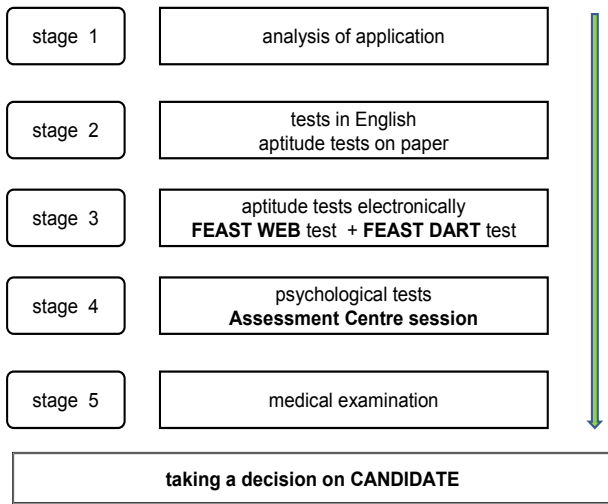 stage 1
analysis of application
stage 2
tests in English
aptitude tests on paper
stage 3
aptitude tests electronically
FEAST WEB test + FEAST DART test
stage 4
psychological tests
Assessment Centre session
stage 5
medical examination
taking a decision on CANDIDATE